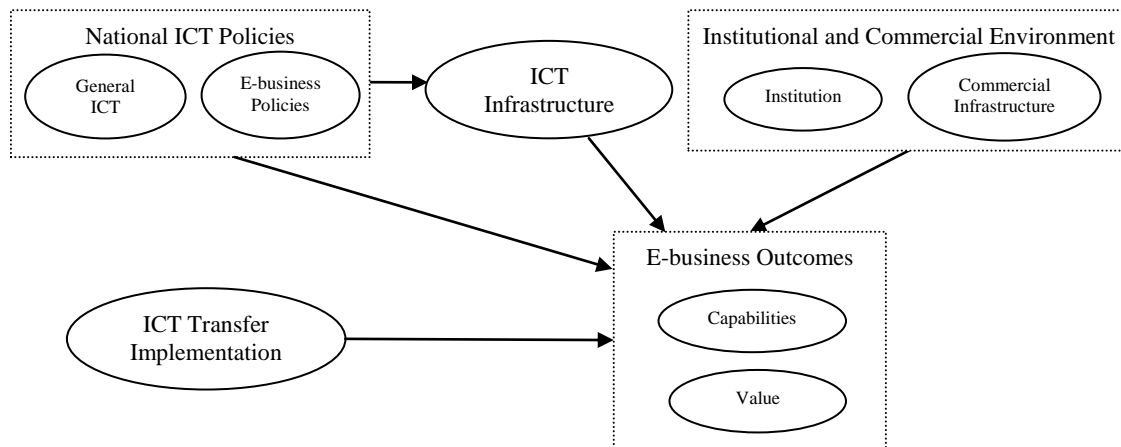 National ICT Policies
General
ICT
E-business
Policies
ICT
Infrastructure
Institutional and Commercial Environment
Institution
Commercial
Infrastructure
E-business Outcomes
Capabilities
Value
ICT Transfer
Implementation